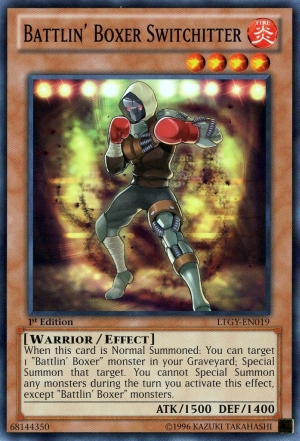 BATTLIN' BOXER SWITCHITTER
FIRE
炎
1st Edition
LTGY-EN019
[WARRIOR / EFFECT]
When this card is Normal Summoned: You can target
1 "Battlin' Boxer" monster in your Graveyard; Special
Summon that target. You cannot Special Summon
any monsters during the turn you activate this effect,
except "Battlin' Boxer" monsters.
ATK/1500 DEF/1400
68144350
©1996 KAZUKI TAKAHASHI